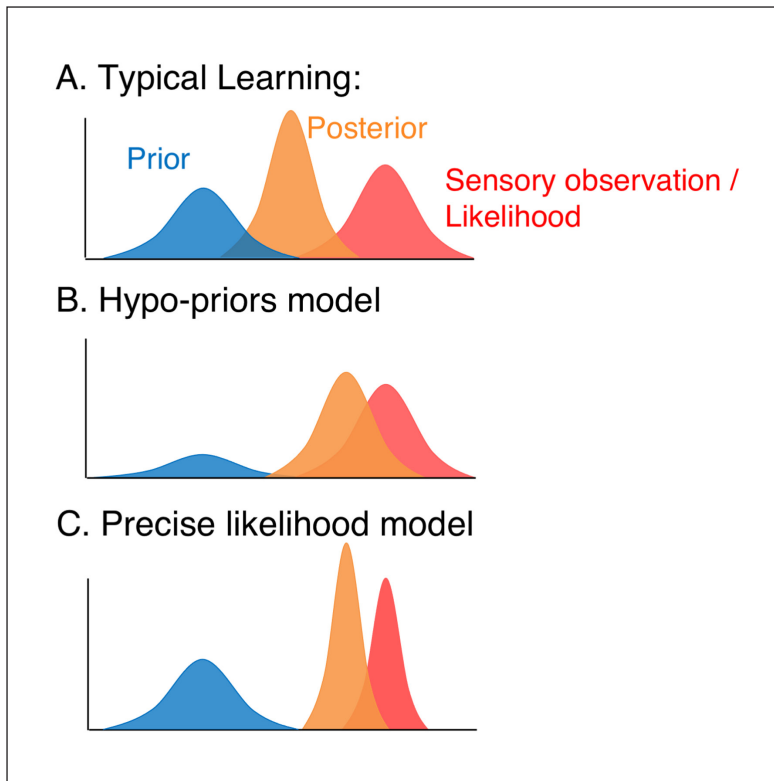 A. Typical Learning:
Posterior
Prior
Sensory observation /
Likelihood
B. Hypo-priors model
C. Precise likelihood model